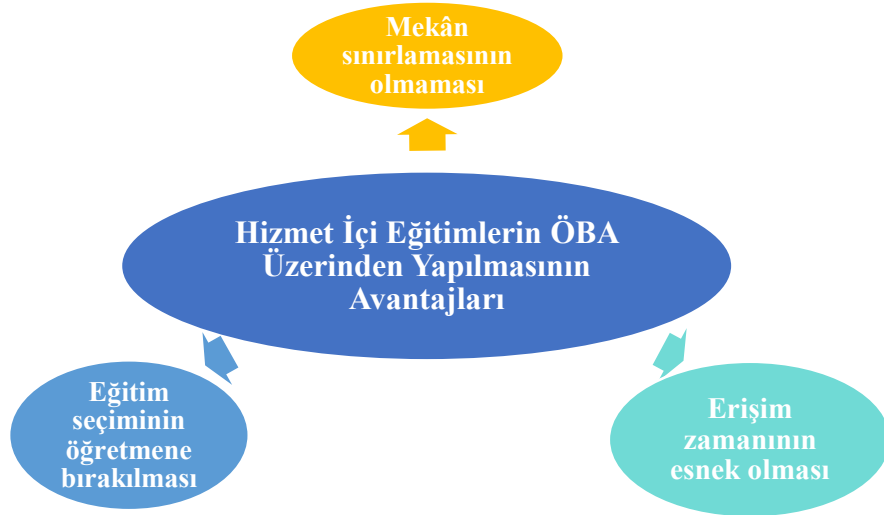 Mekân
sınırlamasının
olmaması
Hizmet İçi Eğitimlerin ÖBA
Üzerinden Yapılmasının
Avantajları
Eğitim
seçiminin
öğretmene
bırakılması
Erişim
zamanının
esnek olması